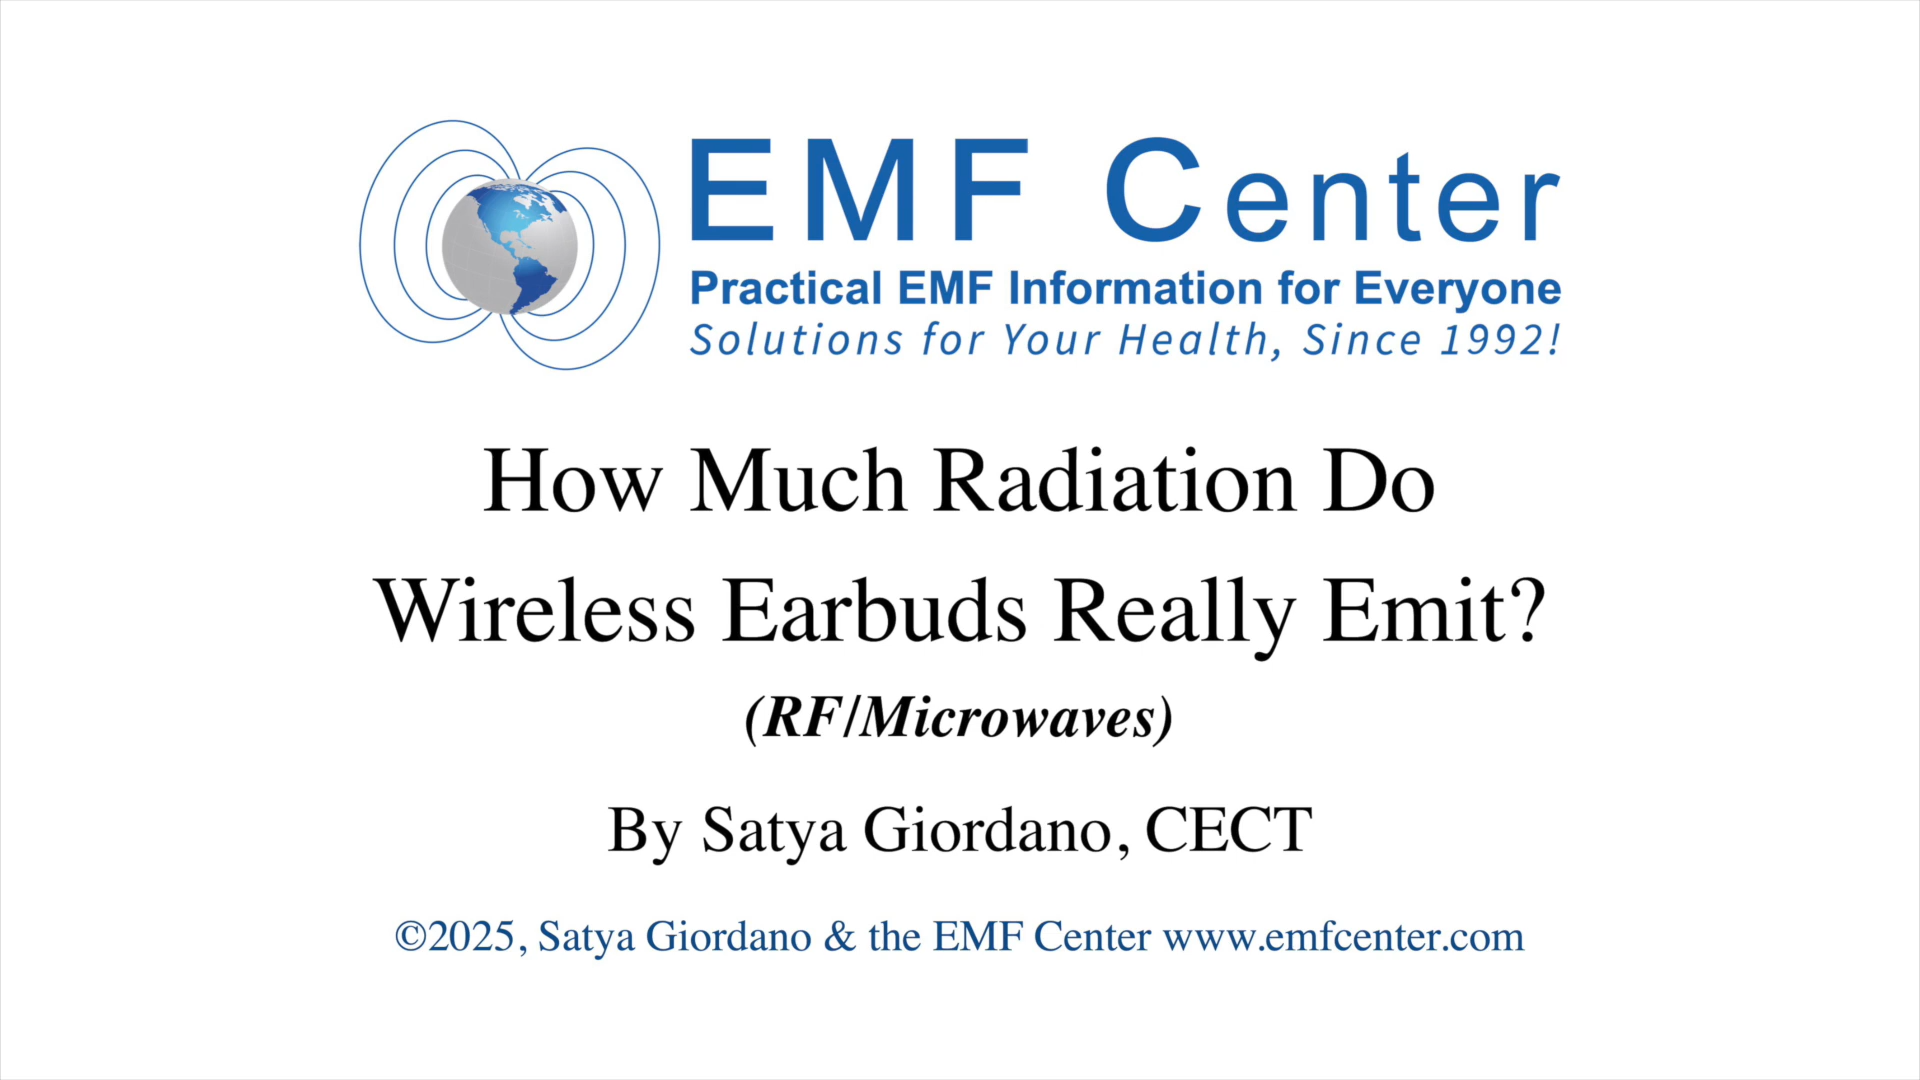 EMF Center
Practical EMF Information for Everyone
Solutions for Your Health, Since 1992!
How Much Radiation Do
Wireless Earbuds Really Emit?
(RF/Microwaves)
By Satya Giordano, CECT
©2025, Satya Giordano & the EMF Center www.emfcenter.com